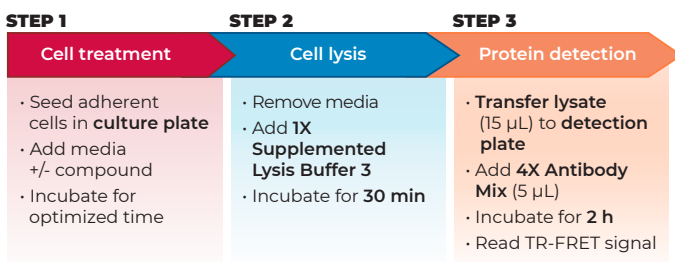 STEP 1
Cell treatment
· Seed adherent
cells in culture plate
· Add media
+/- compound
· Incubate for
optimized time
STEP 2
Cell lysis
· Remove media
· Add 1X
Supplemented
Lysis Buffer 3
· Incubate for 30 min
STEP 3
Protein detection
· Transfer lysate
(15 µL) to detection
plate
· Add 4X Antibody
Mix (5 µL)
· Incubate for 2 h
· Read TR-FRET signal